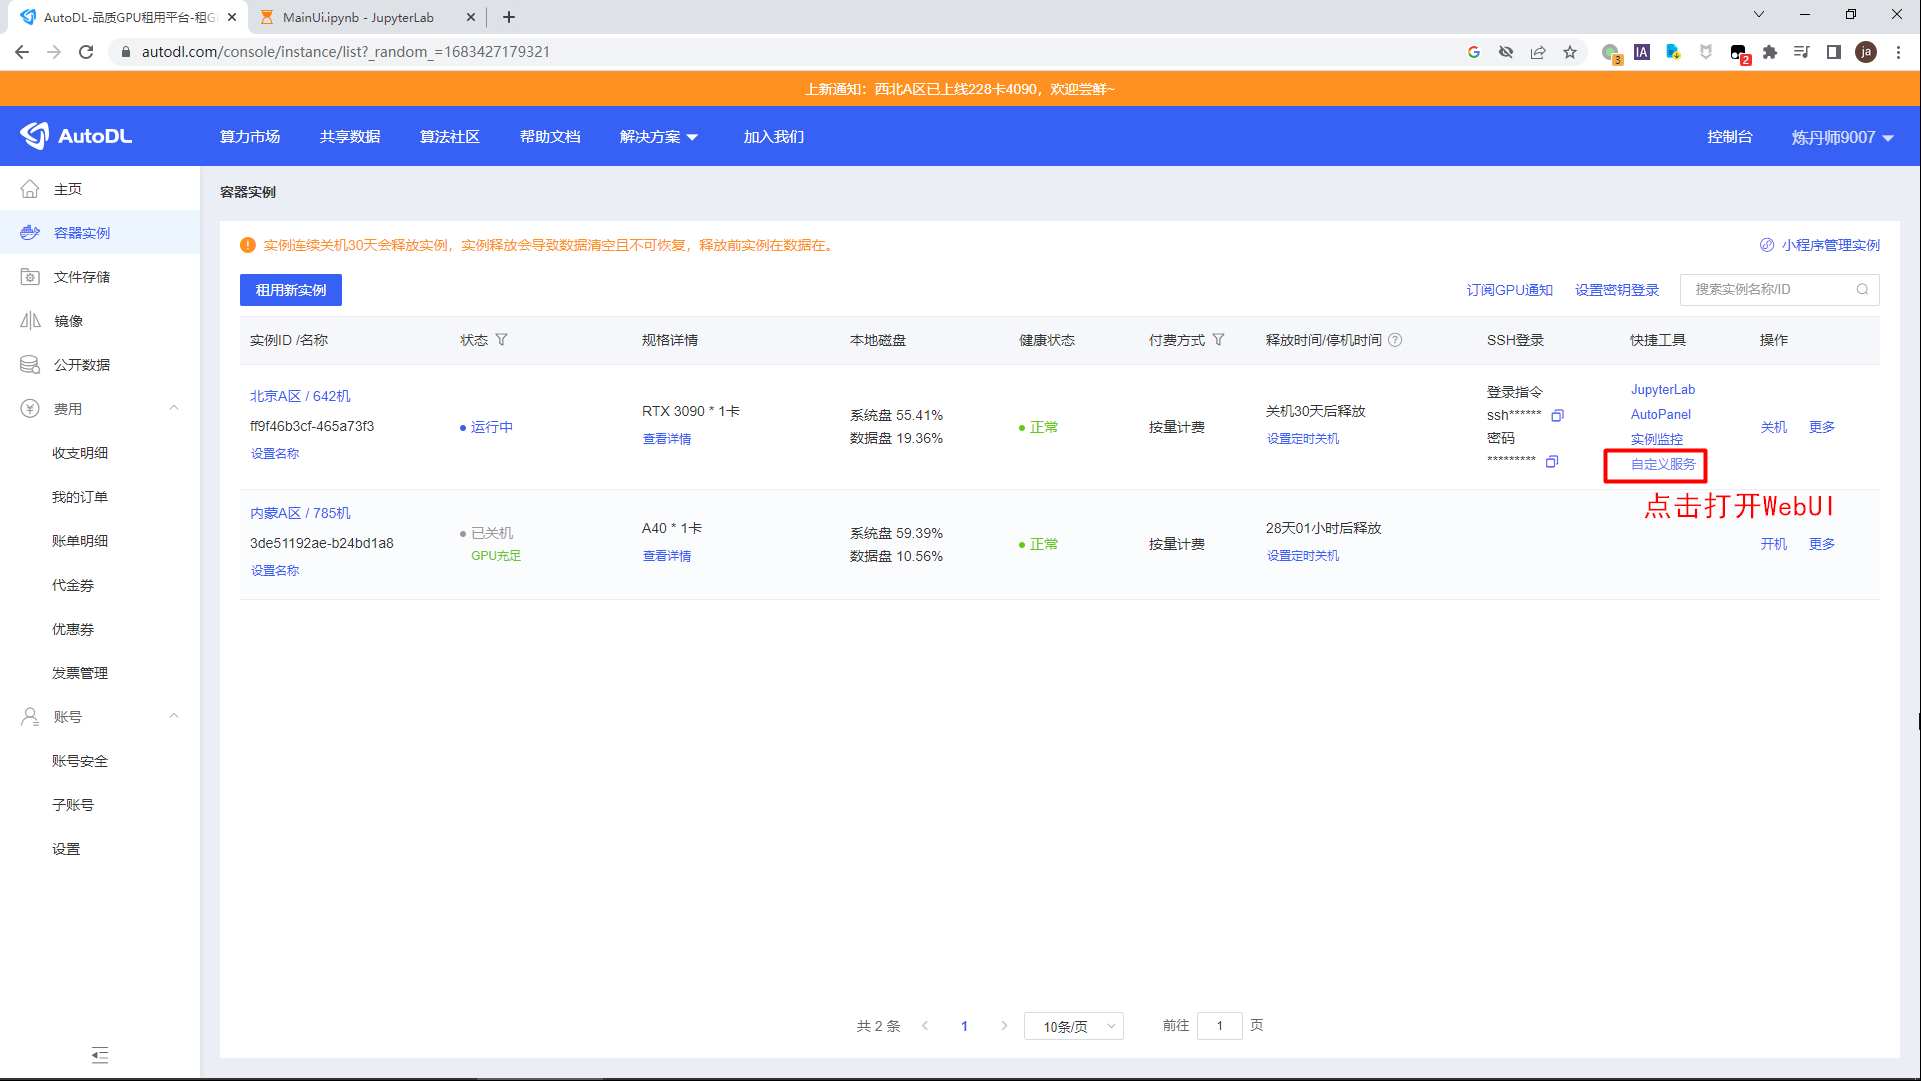 AutoDL-品质GPU租用平台-租G
MainUi.ipynb - JupyterLab
autodl.com/console/instance/list?_random_=1683427179321
3
IA
2
ja
上新通知：西北A区已上线228卡4090，欢迎尝鲜~
AutoDL
算力市场
共享数据
算法社区
帮助文档
解决方案
加入我们
控制台
炼丹师9007
主页
容器实例
文件存储
镜像
公开数据
费用
收支明细
我的订单
账单明细
代金券
优惠券
发票管理
账号
账号安全
子账号
设置
容器实例
实例连续关机30天会释放实例，实例释放会导致数据清空且不可恢复，释放前实例在数据在。
小程序管理实例
租用新实例
订阅GPU通知
设置密钥登录
搜索实例名称/ID
实例ID /名称
状态
规格详情
本地磁盘
健康状态
付费方式
释放时间/停机时间
SSH登录
快捷工具
操作
北京A区 / 642机
ff9f46b3cf-465a73f3
设置名称
运行中
RTX 3090 * 1卡
查看详情
系统盘 55.41%
数据盘 19.36%
正常
按量计费
关机30天后释放
设置定时关机
登录指令
ssh******
密码
*********
JupyterLab
AutoPanel
实例监控
自定义服务
关机
更多
点击打开WebUI
内蒙A区 / 785机
3de51192ae-b24bd1a8
设置名称
已关机
GPU充足
A40 * 1卡
查看详情
系统盘 59.39%
数据盘 10.56%
正常
按量计费
28天01小时后释放
设置定时关机
开机
更多
共 2 条
1
10条/页
前往
1
页